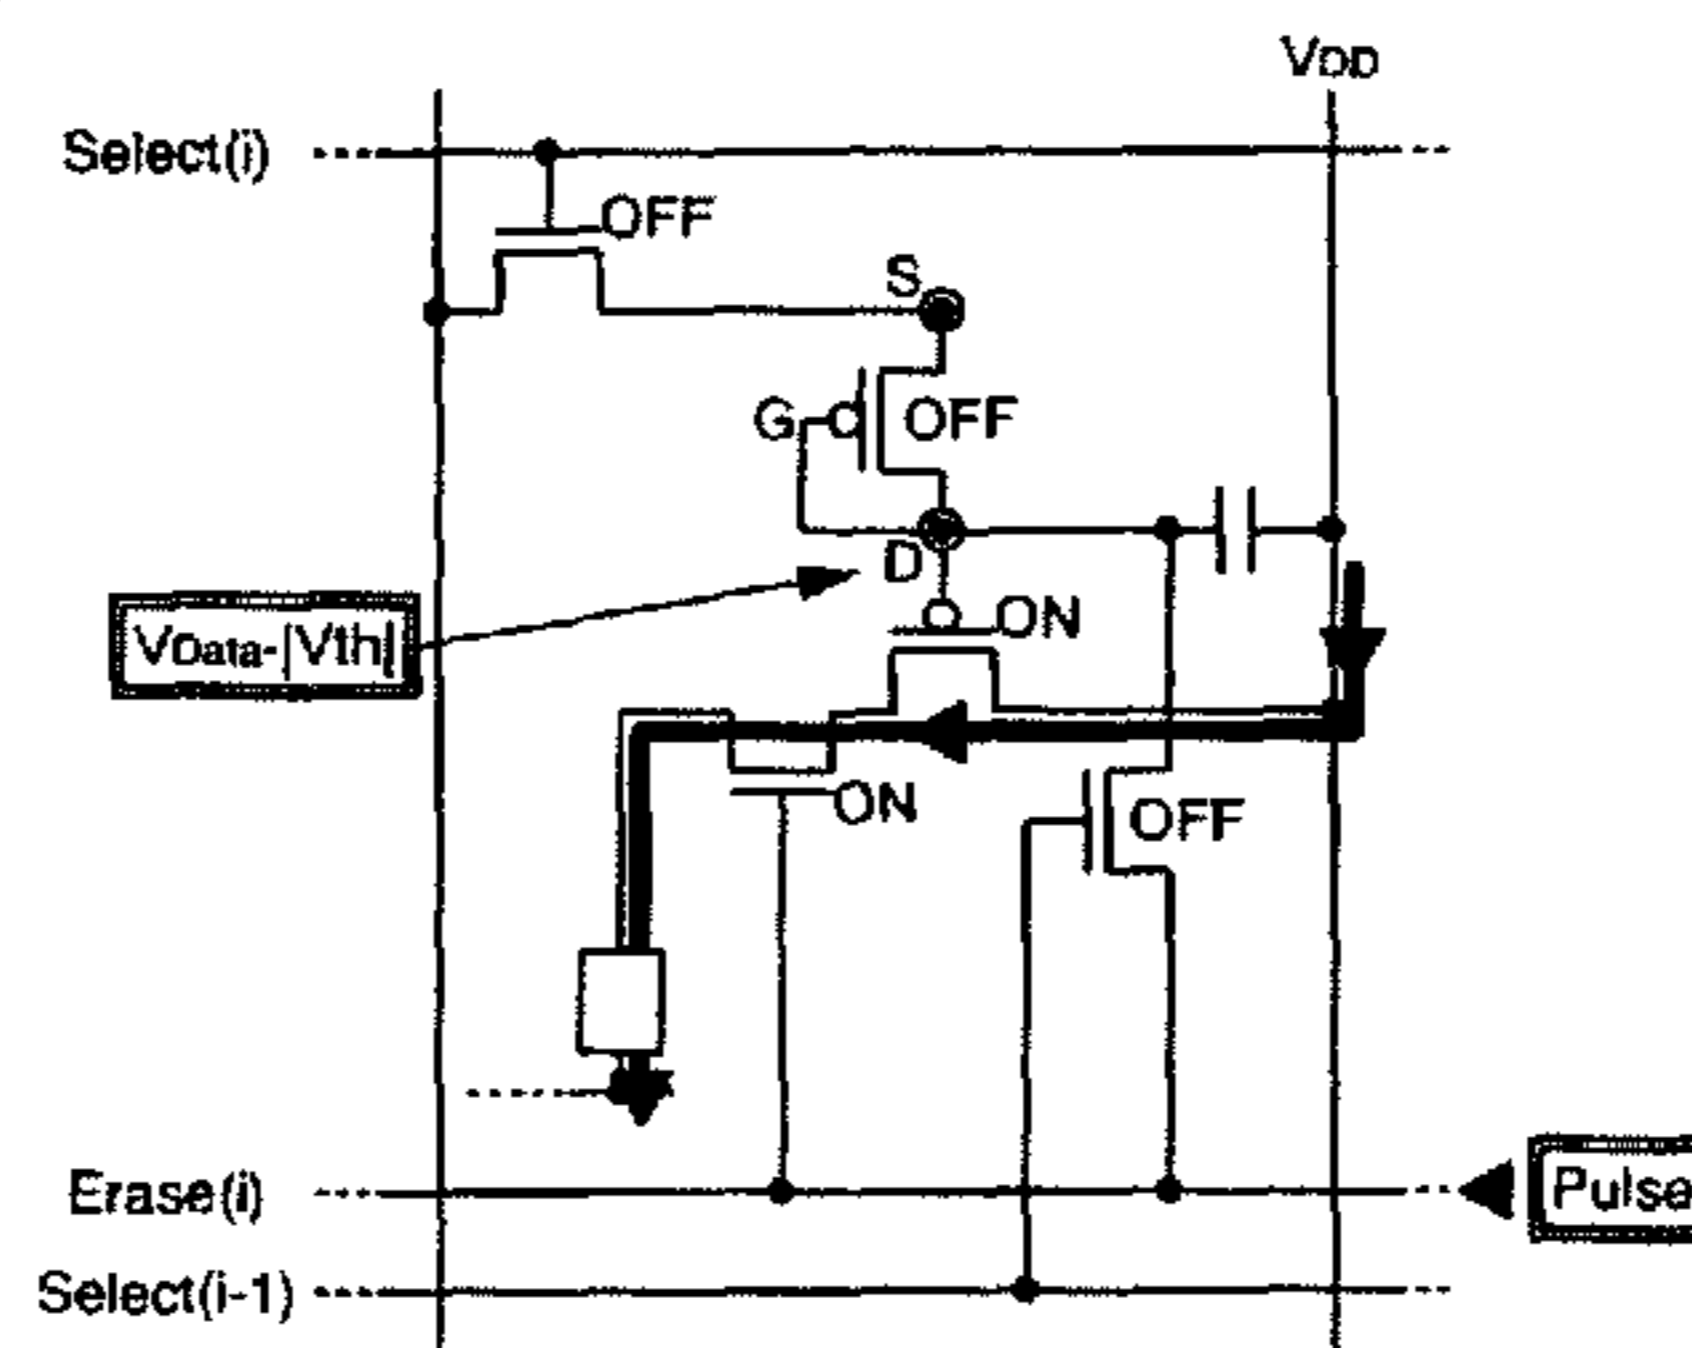 VDD
Select(i)
OFF
S
G
OFF
D
ON
VData-|Vth|
ON
OFF
Erase(i)
Pulse
Select(i-1)